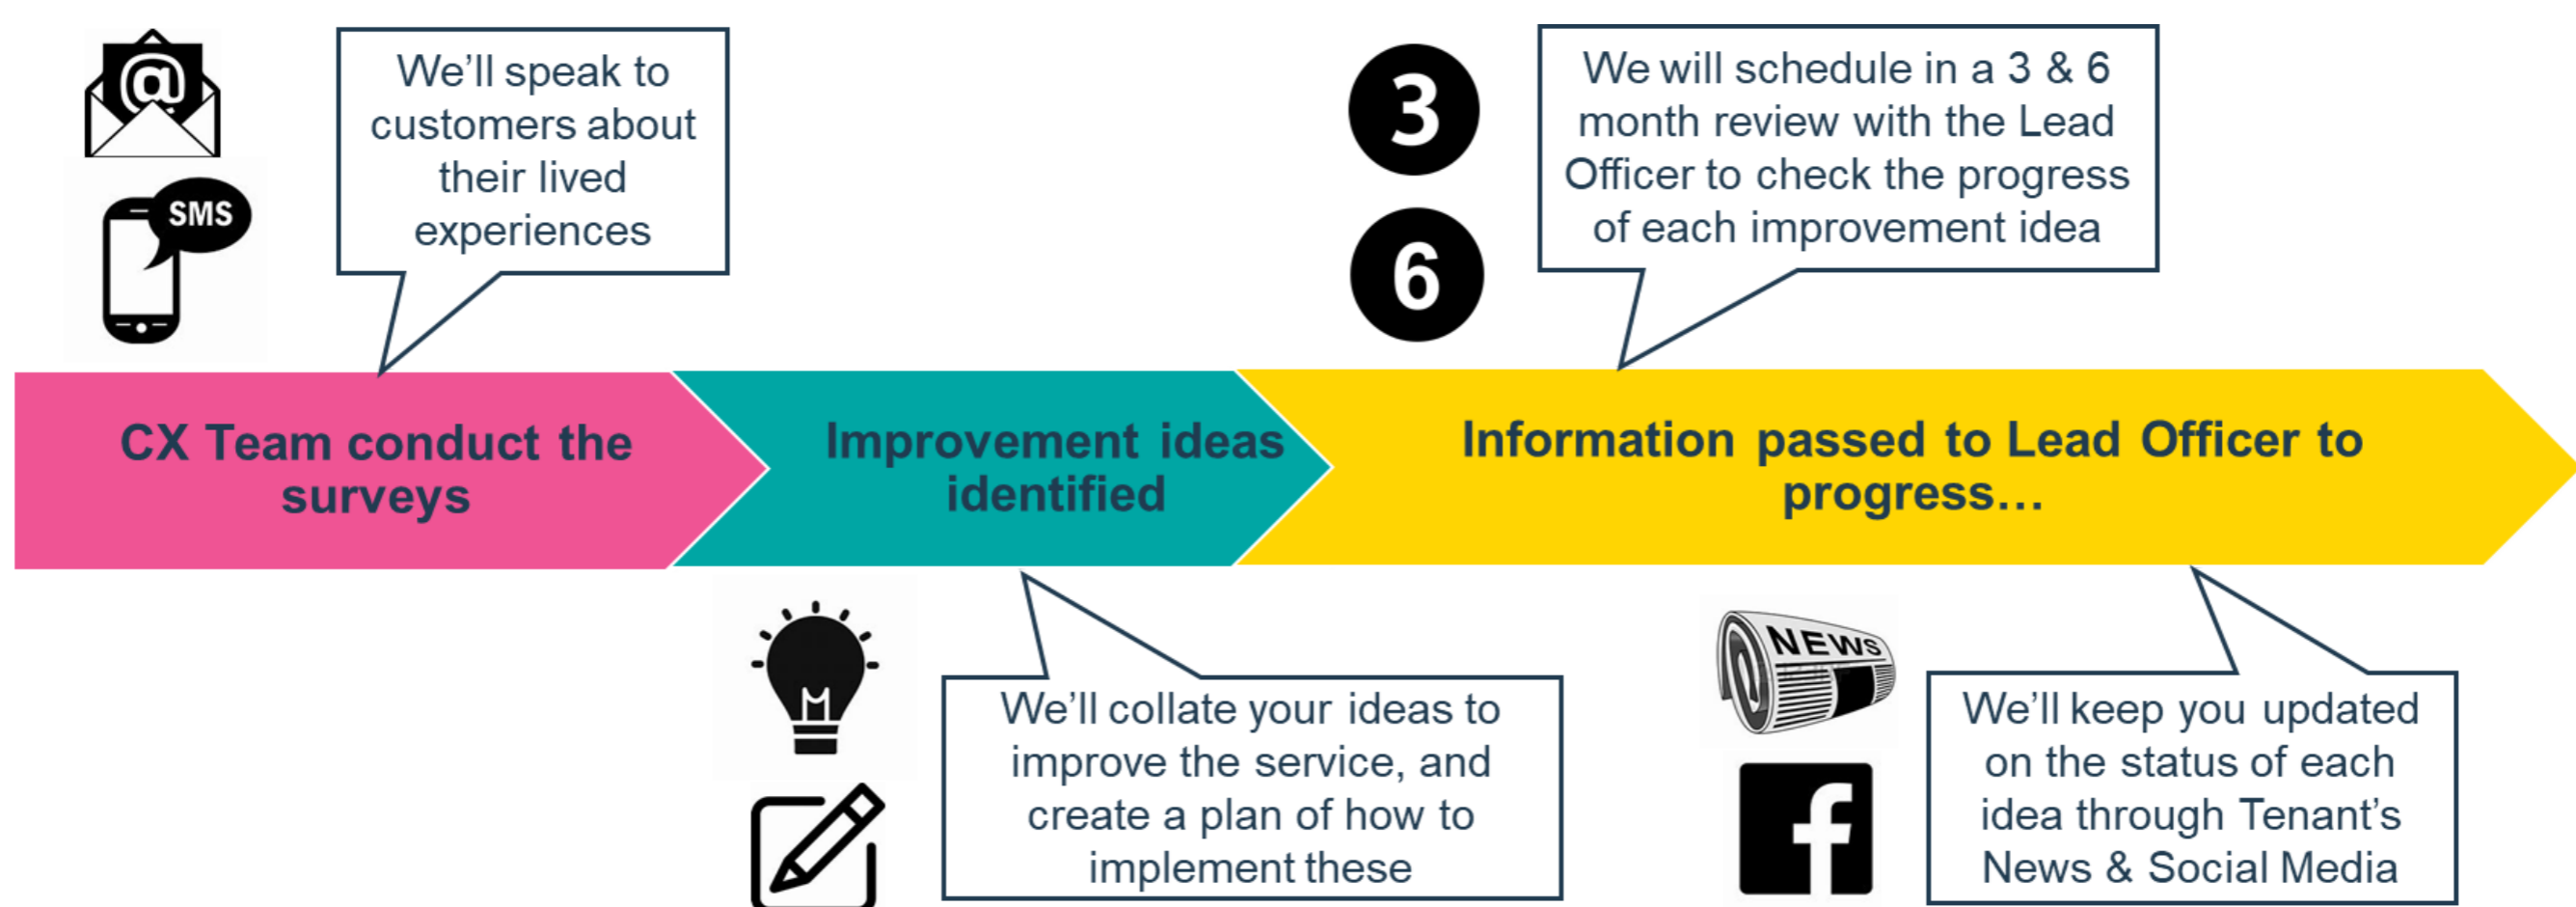 @
SMS
We'll speak to
customers about
their lived
experiences
3
6
We will schedule in a 3 & 6
month review with the Lead
Officer to check the progress
of each improvement idea
CX Team conduct the
surveys
Improvement ideas
identified
Information passed to Lead Officer to
progress...
We'll collate your ideas to
improve the service, and
create a plan of how to
implement these
NEWS
f
We'll keep you updated
on the status of each
idea through Tenant's
News & Social Media